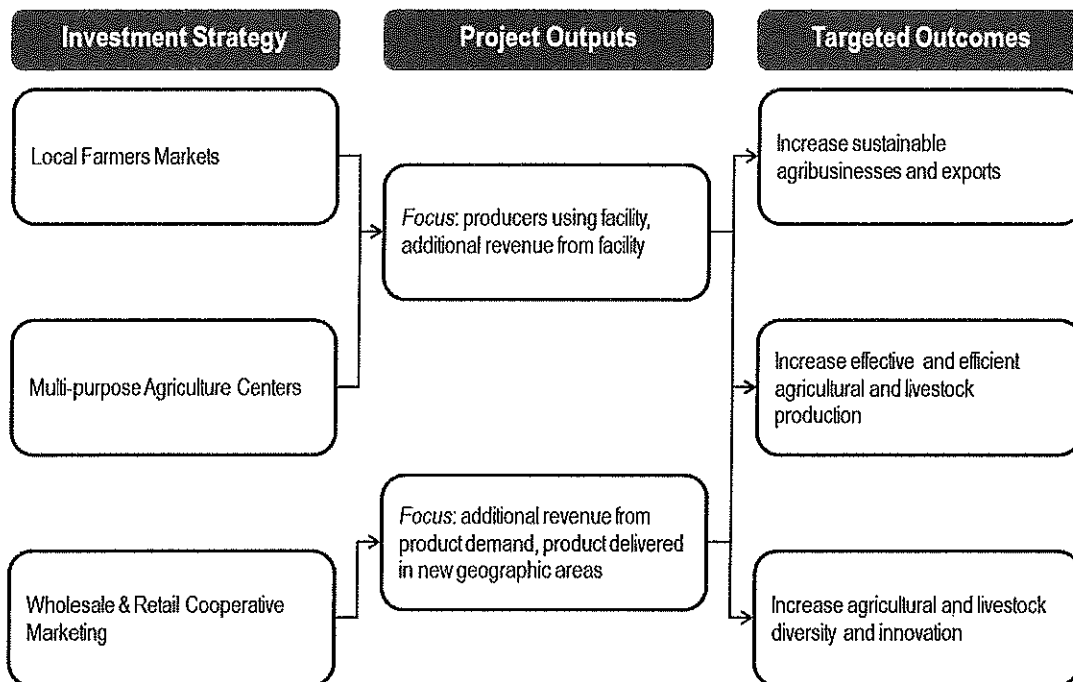 Investment Strategy
Project Outputs
Targeted Outcomes
Local Farmers Markets
Multi-purpose Agriculture Centers
Wholesale & Retail Cooperative
Marketing
Focus: producers using facility,
additional revenue from facility
Focus: additional revenue from
product demand, product delivered
in new geographic areas
Increase sustainable
agribusinesses and exports
Increase effective and efficient
agricultural and livestock
production
Increase agricultural and livestock
diversity and innovation